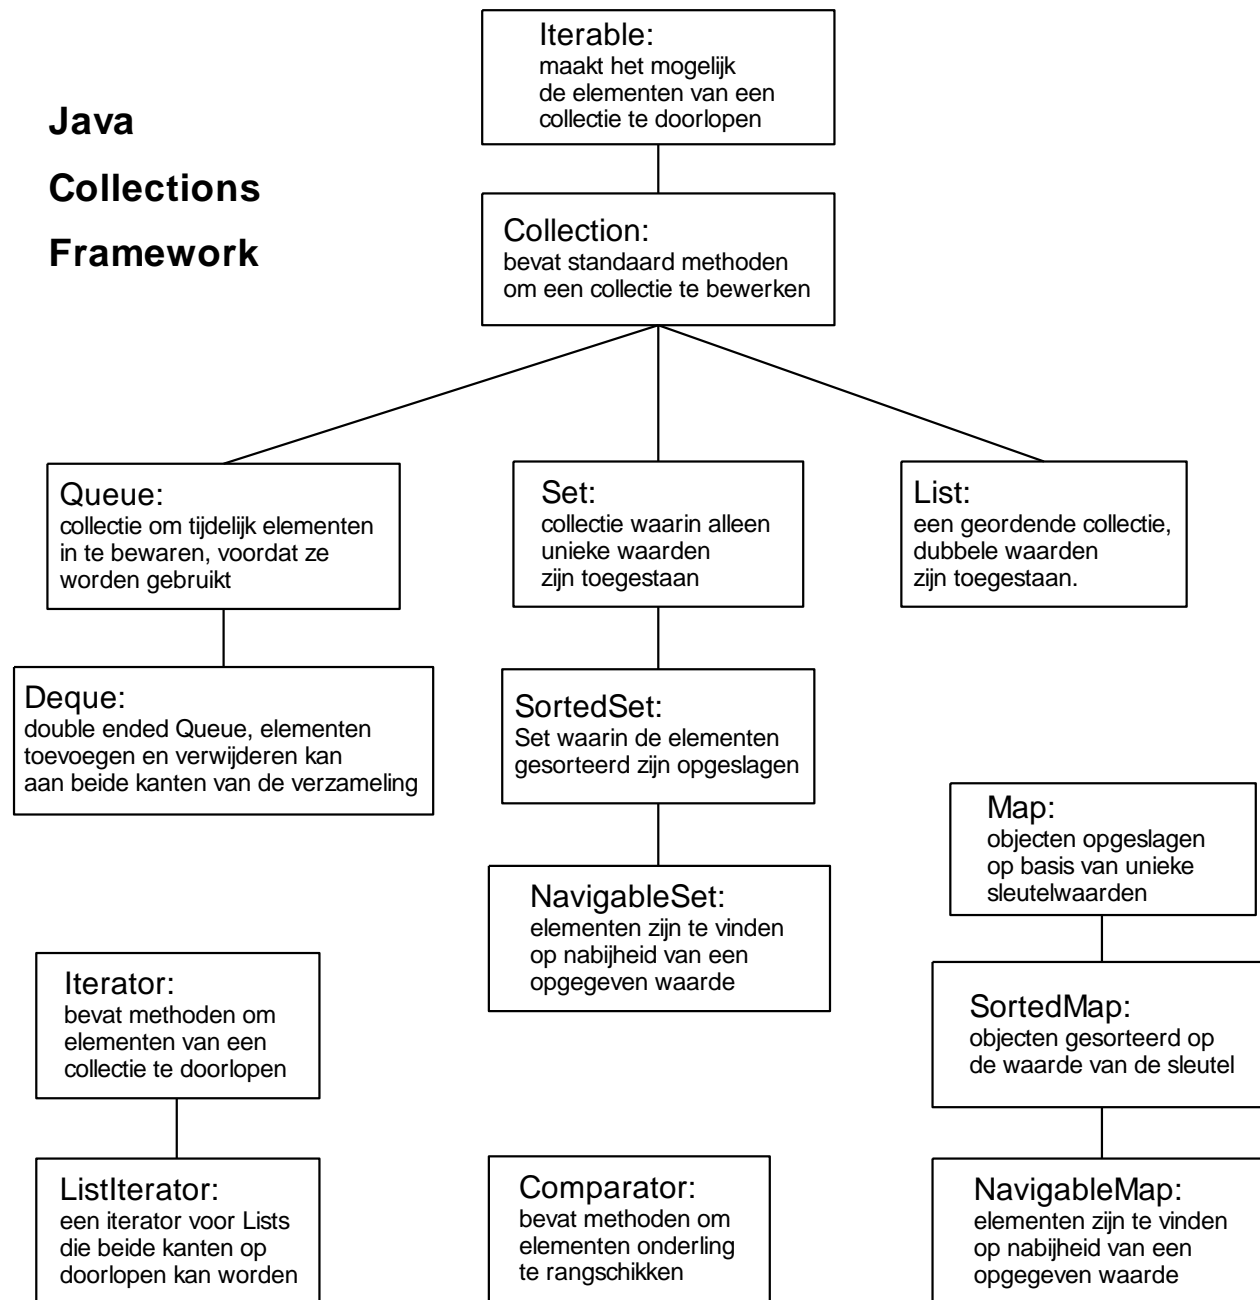 Java
Collections
Framework
Iterable:
maakt het mogelijk
de elementen van een
collectie te doorlopen
Collection:
bevat standaard methoden
om een collectie te bewerken
Queue:
collectie om tijdelijk elementen
in te bewaren, voordat ze
worden gebruikt
Set:
collectie waarin alleen
unieke waarden
zijn toegestaan
List:
een geordende collectie,
dubbele waarden
zijn toegestaan.
Deque:
double ended Queue, elementen
toevoegen en verwijderen kan
aan beide kanten van de verzameling
SortedSet:
Set waarin de elementen
gesorteerd zijn opgeslagen
Map:
objecten opgeslagen
op basis van unieke
sleutelwaarden
NavigableSet:
elementen zijn te vinden
op nabijheid van een
opgegeven waarde
Iterator:
bevat methoden om
elementen van een
collectie te doorlopen
SortedMap:
objecten gesorteerd op
de waarde van de sleutel
ListIterator:
een iterator voor Lists
die beide kanten op
doorlopen kan worden
Comparator:
bevat methoden om
elementen onderling
te rangschikken
NavigableMap:
elementen zijn te vinden
op nabijheid van een
opgegeven waarde